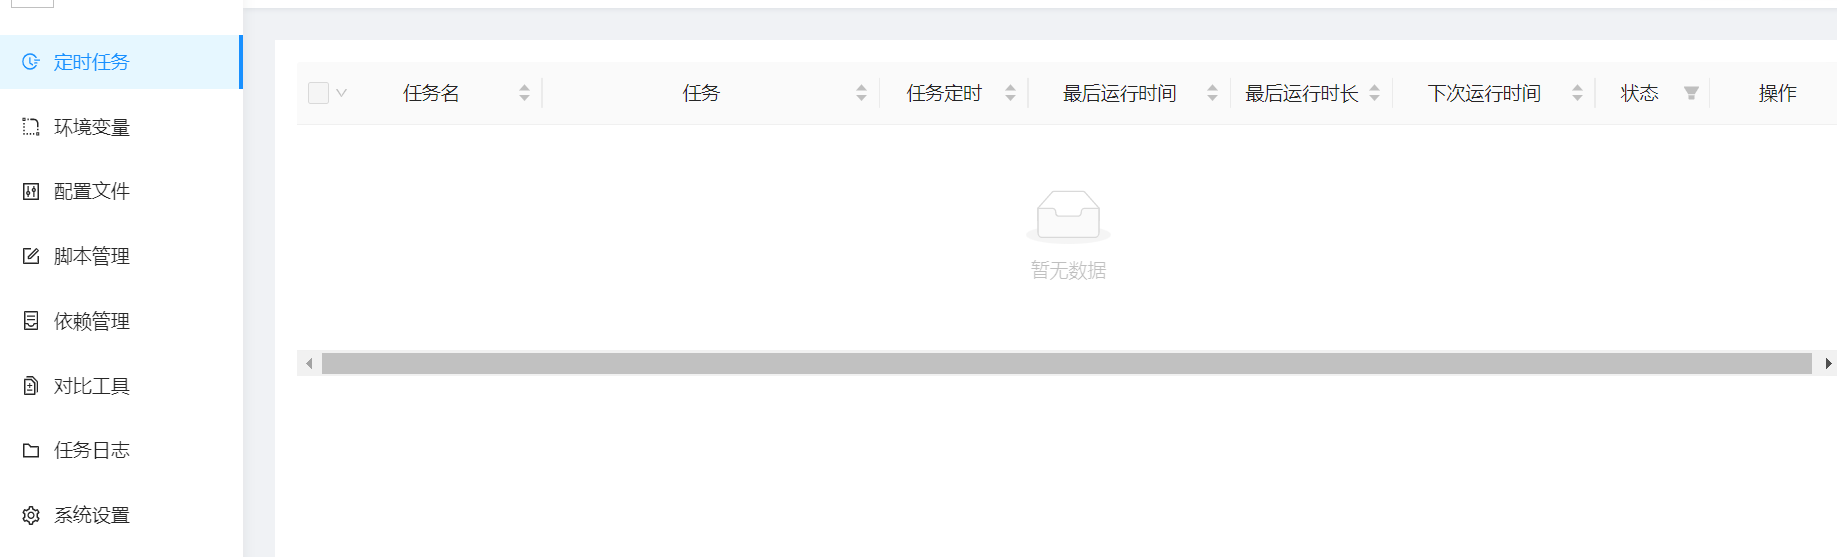 定时任务
环境变量
配置文件
脚本管理
依赖管理
对比工具
任务日志
系统设置
任务名 任务 任务定时 最后运行时间 最后运行时长 下次运行时间 状态 操作
暂无数据